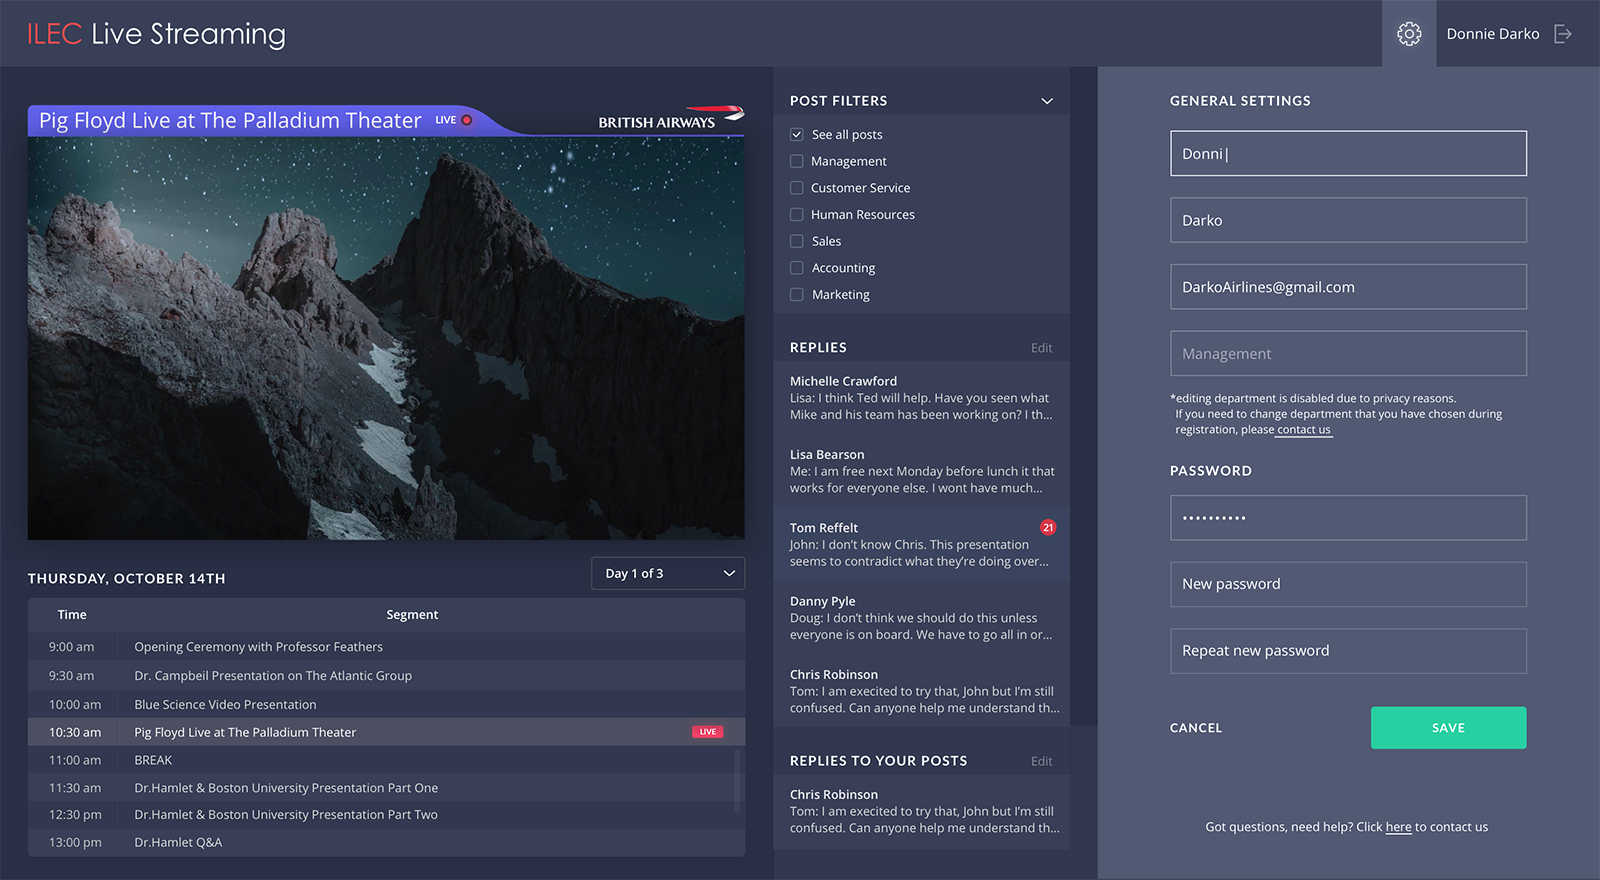 ILEC Live Streaming
Donnie Darko
Pig Floyd Live at The Palladium Theater
LIVE
BRITISH AIRWAYS
THURSDAY, OCTOBER 14TH
Day 1 of 3
Time Segment
9:00 am Opening Ceremony with Professor Feathers
9:30 am Dr. Campbeil Presentation on The Atlantic Group
10:00 am Blue Science Video Presentation
10:30 am Pig Floyd Live at The Palladium Theater LIVE
11:00 am BREAK
11:30 am Dr.Hamlet & Boston University Presentation Part One
12:30 pm Dr.Hamlet & Boston University Presentation Part Two
13:00 pm Dr.Hamlet Q&A
POST FILTERS
See all posts
Management
Customer Service
Human Resources
Sales
Accounting
Marketing
REPLIES Edit
Michelle Crawford
Lisa: I think Ted will help. Have you seen what
Mike and his team has been working on? I th...
Lisa Bearson
Me: I am free next Monday before lunch it that
works for everyone else. I wont have much...
Tom Reffelt 21
John: I don't know Chris. This presentation
seems to contradict what they're doing over...
Danny Pyle
Doug: I don't think we should do this unless
everyone is on board. We have to go all in or...
Chris Robinson
Tom: I am execited to try that, John but I'm still
confused. Can anyone help me understand th...
REPLIES TO YOUR POSTS Edit
Chris Robinson
Tom: I am execited to try that, John but I'm still
confused. Can anyone help me understand th...
GENERAL SETTINGS
Donni
Darko
DarkoAirlines@gmail.com
Management
*editing department is disabled due to privacy reasons.
If you need to change department that you have chosen during
registration, please contact us
PASSWORD
••••••••••
New password
Repeat new password
CANCEL SAVE
Got questions, need help? Click here to contact us